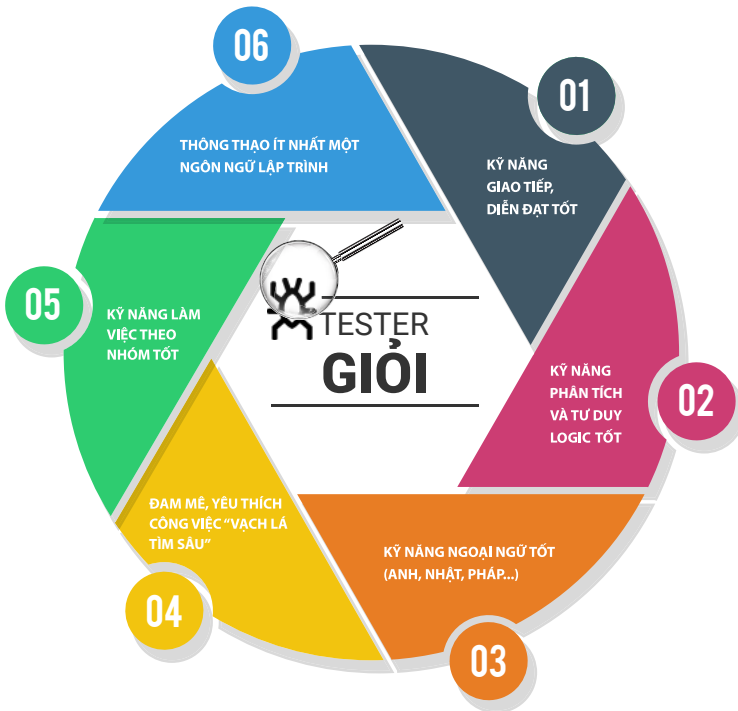 01
KỸ NĂNG
GIAO TIẾP,
DIỄN ĐẠT TỐT
02
KỸ NĂNG
PHÂN TÍCH
VÀ TƯ DUY
LOGIC TỐT
03
KỸ NĂNG NGOẠI NGỮ TỐT
(ANH, NHẬT, PHÁP...)
04
ĐAM MÊ, YÊU THÍCH
CÔNG VIỆC “VẠCH LÁ
TÌM SÂU”
05
KỸ NĂNG LÀM
VIỆC THEO
NHÓM TỐT
06
THÔNG THẠO ÍT NHẤT MỘT
NGÔN NGỮ LẬP TRÌNH
TESTER
GIỎI